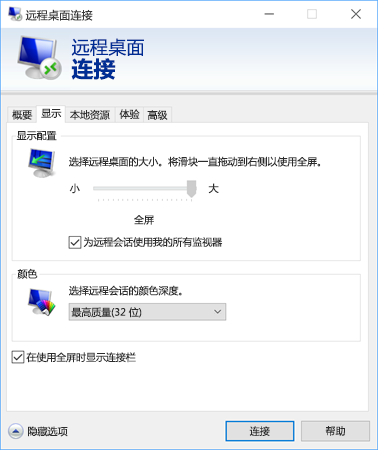 远程桌面连接
远程桌面
连接
概要 显示 本地资源 体验 高级
显示配置
选择远程桌面的大小。将滑块一直拖动到右侧以使用全屏。
小 大
全屏
为远程会话使用我的所有监视器
颜色
选择远程会话的颜色深度。
最高质量(32 位)
在使用全屏时显示连接栏
隐藏选项 连接 帮助